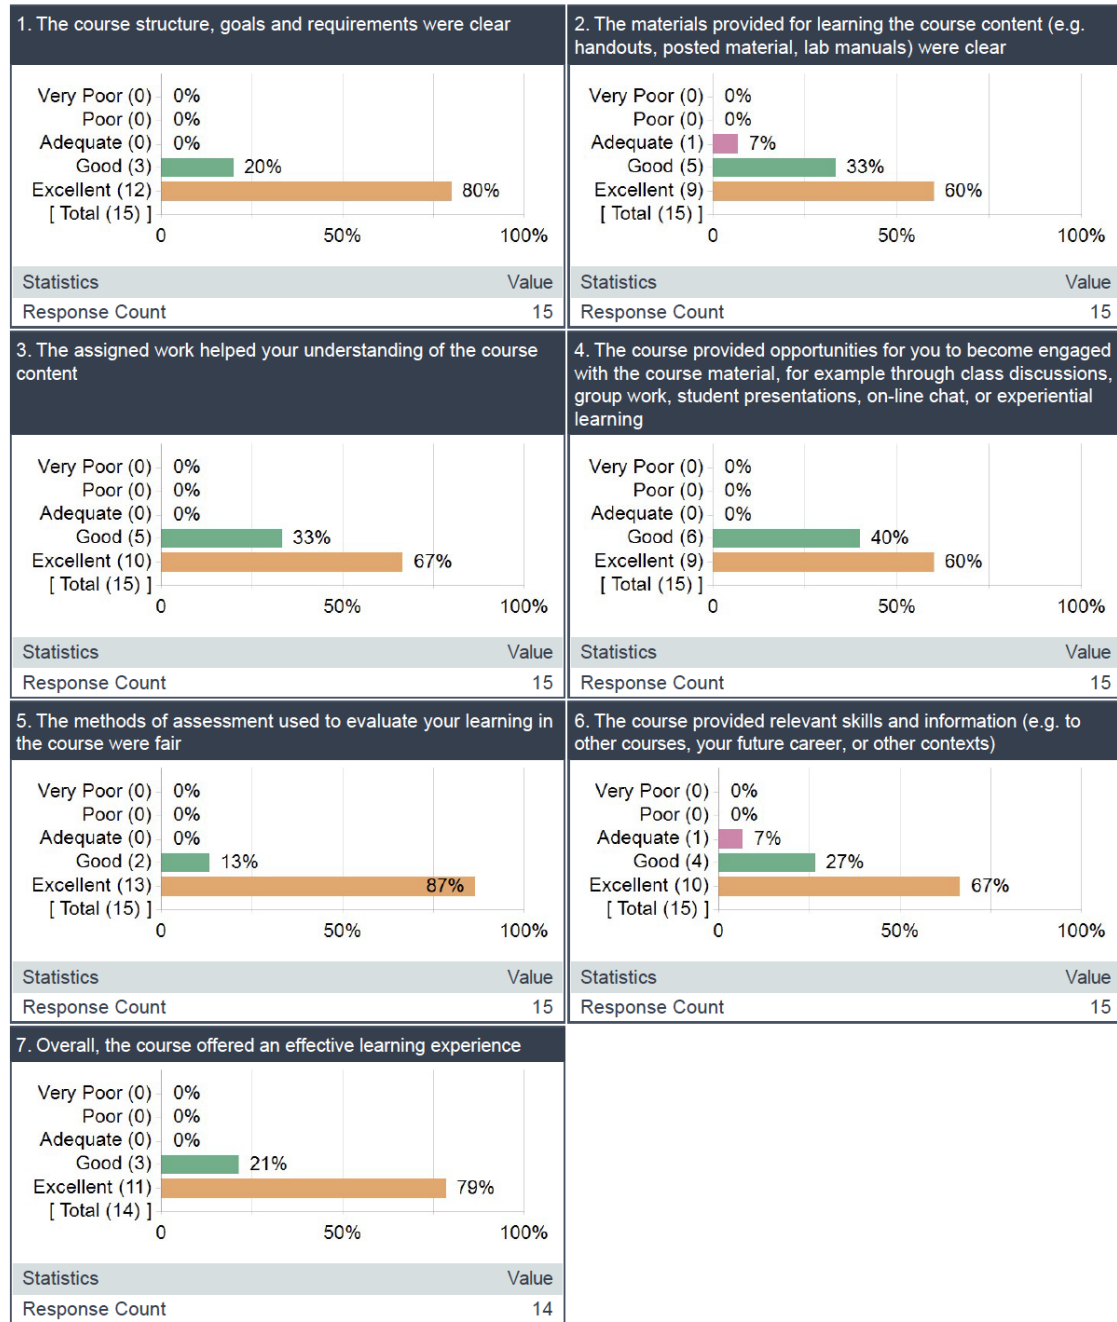 1. The course structure, goals and requirements were clear
Very Poor (0) 0%
Poor (0) 0%
Adequate (0) 0%
Good (3) 20%
Excellent (12) 80%
[ Total (15) ]
0 50% 100%
Statistics Value
Response Count 15
2. The materials provided for learning the course content (e.g.
handouts, posted material, lab manuals) were clear
Very Poor (0) 0%
Poor (0) 0%
Adequate (1) 7%
Good (5) 33%
Excellent (9) 60%
[ Total (15) ]
0 50% 100%
Statistics Value
Response Count 15
3. The assigned work helped your understanding of the course
content
Very Poor (0) 0%
Poor (0) 0%
Adequate (0) 0%
Good (5) 33%
Excellent (10) 67%
[ Total (15) ]
0 50% 100%
Statistics Value
Response Count 15
4. The course provided opportunities for you to become engaged
with the course material, for example through class discussions,
group work, student presentations, on-line chat, or experiential
learning
Very Poor (0) 0%
Poor (0) 0%
Adequate (0) 0%
Good (6) 40%
Excellent (9) 60%
[ Total (15) ]
0 50% 100%
Statistics Value
Response Count 15
5. The methods of assessment used to evaluate your learning in
the course were fair
Very Poor (0) 0%
Poor (0) 0%
Adequate (0) 0%
Good (2) 13%
Excellent (13) 87%
[ Total (15) ]
0 50% 100%
Statistics Value
Response Count 15
6. The course provided relevant skills and information (e.g. to
other courses, your future career, or other contexts)
Very Poor (0) 0%
Poor (0) 0%
Adequate (1) 7%
Good (4) 27%
Excellent (10) 67%
[ Total (15) ]
0 50% 100%
Statistics Value
Response Count 15
7. Overall, the course offered an effective learning experience
Very Poor (0) 0%
Poor (0) 0%
Adequate (0) 0%
Good (3) 21%
Excellent (11) 79%
[ Total (14) ]
0 50% 100%
Statistics Value
Response Count 14